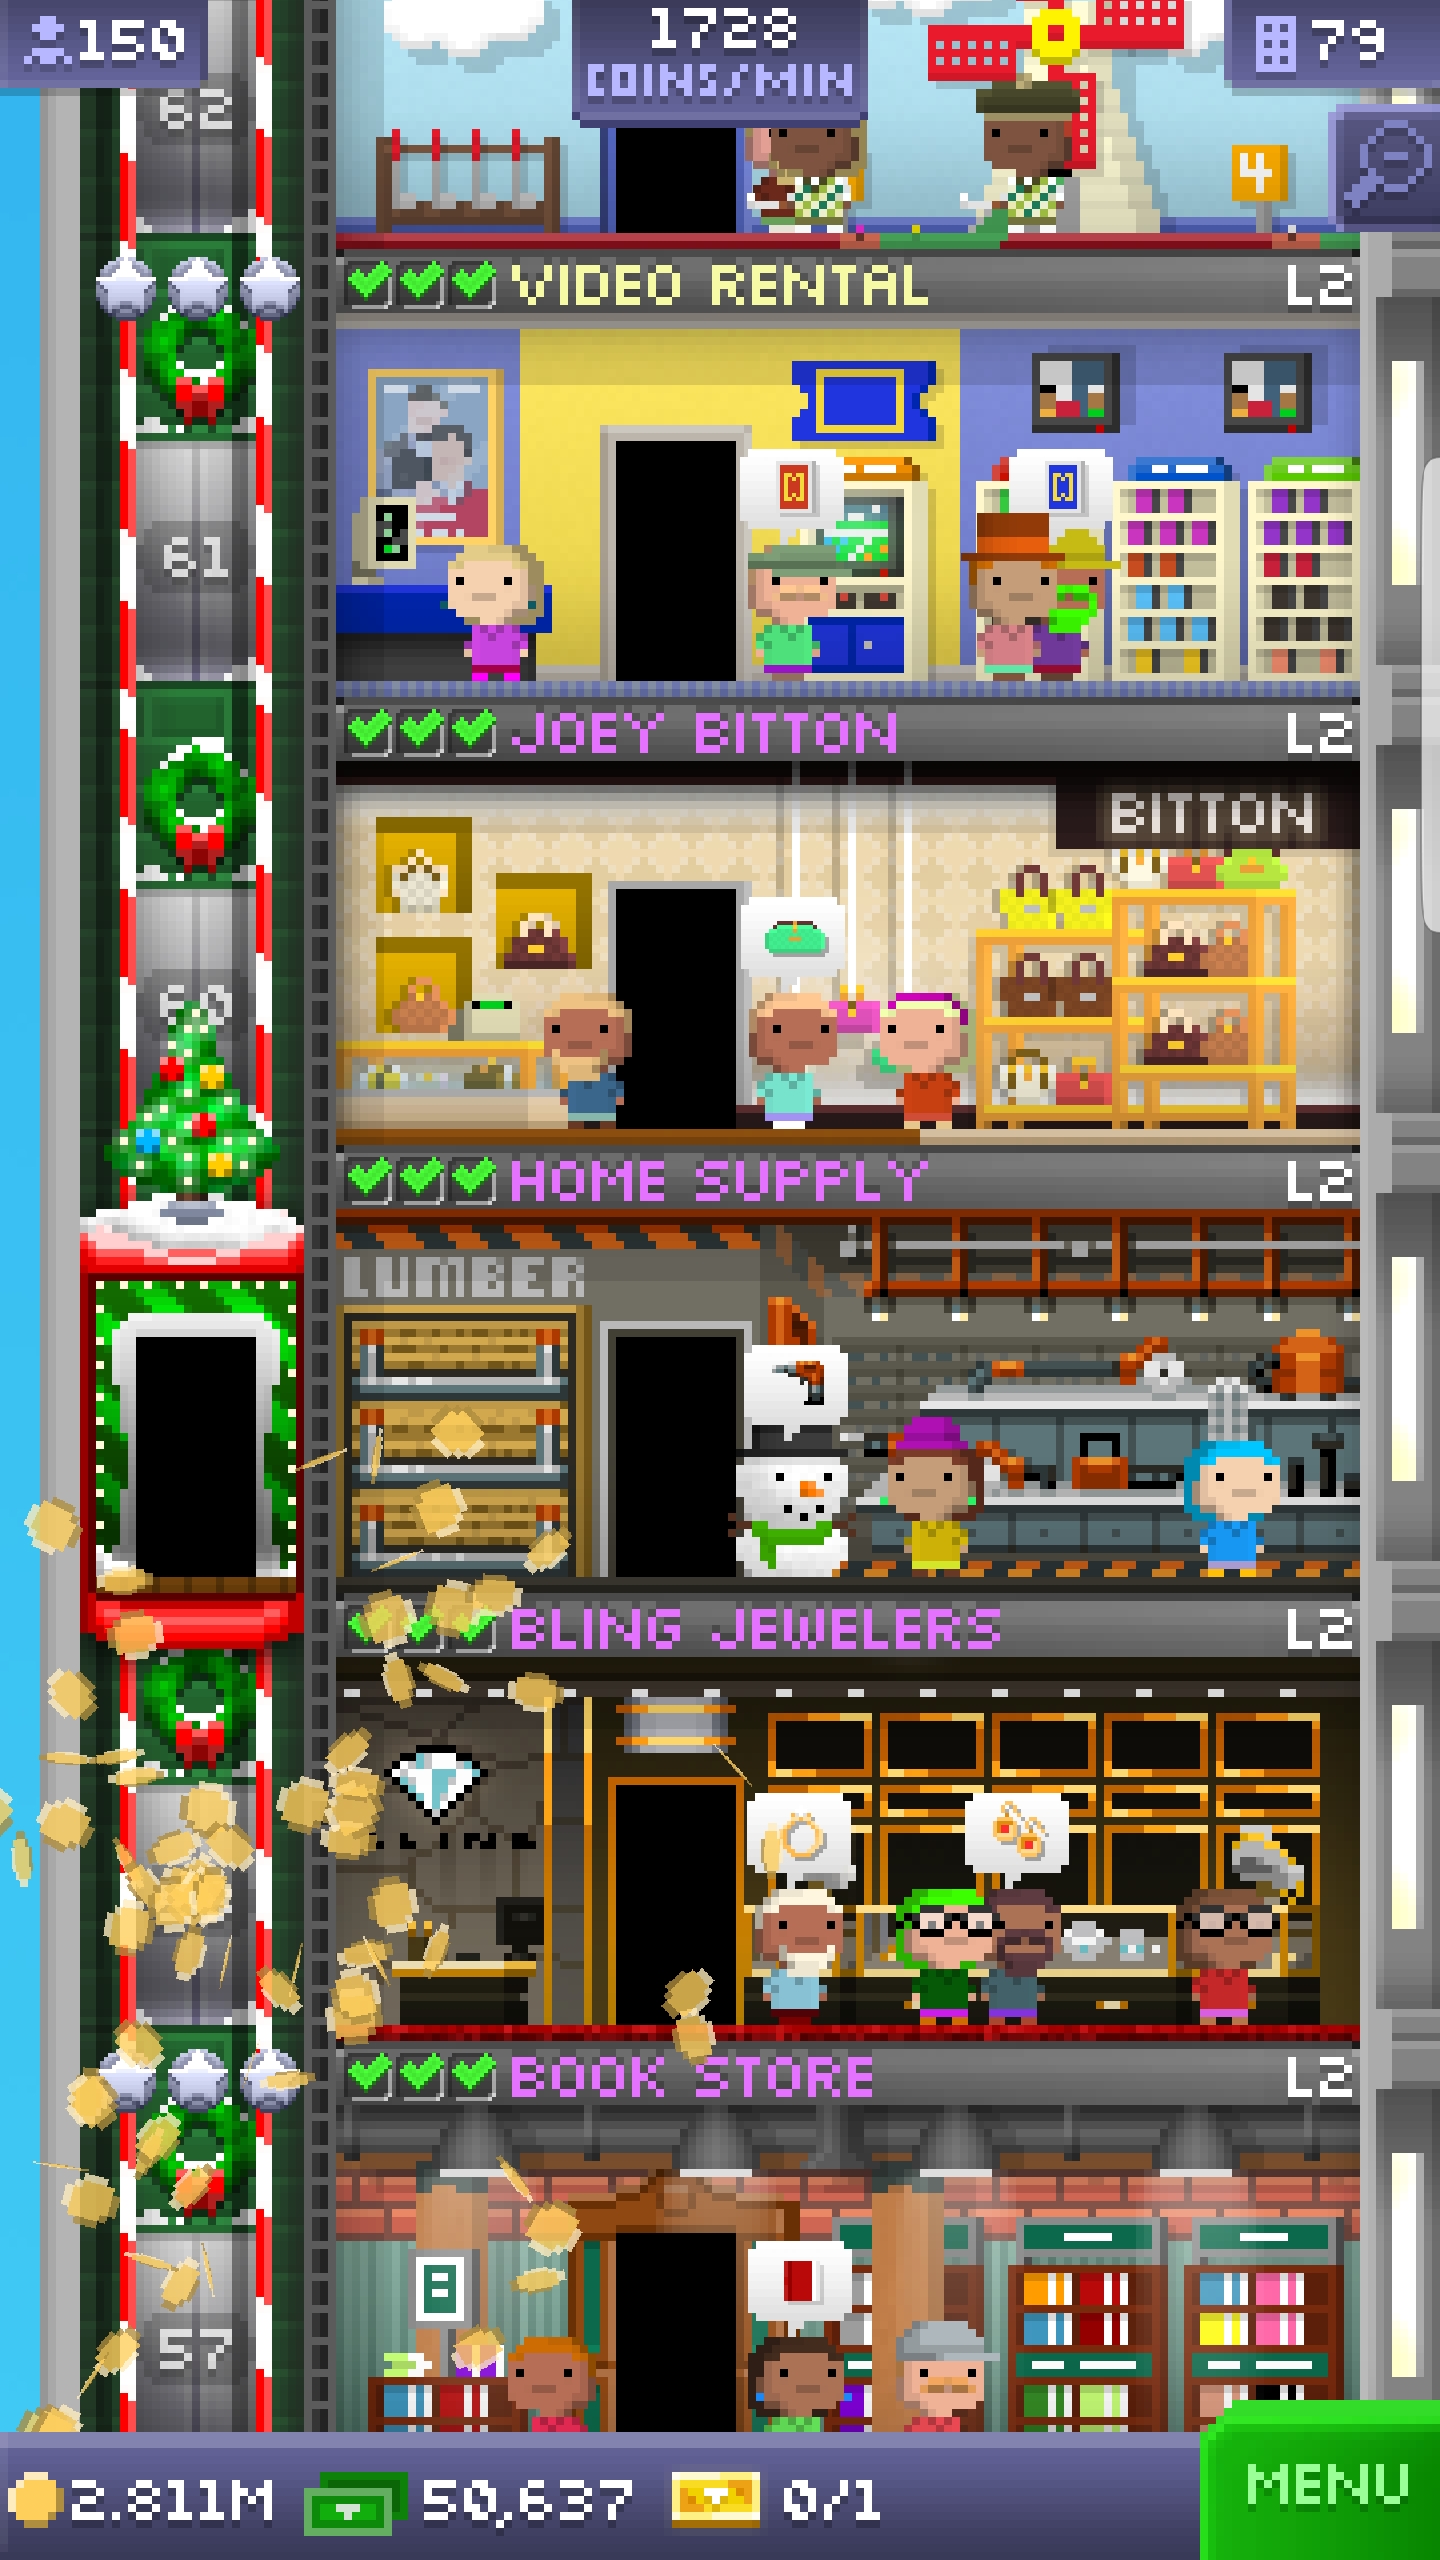 150
1728
COINS/MIN
79
62
4
VIDEO RENTAL
L2
61
JOEY BITTON
L2
BITTON
60
HOME SUPPLY
L2
LUMBER
BLING JEWELERS
L2
BOOK STORE
L2
57
2.811M
50,637
0/1
MENU